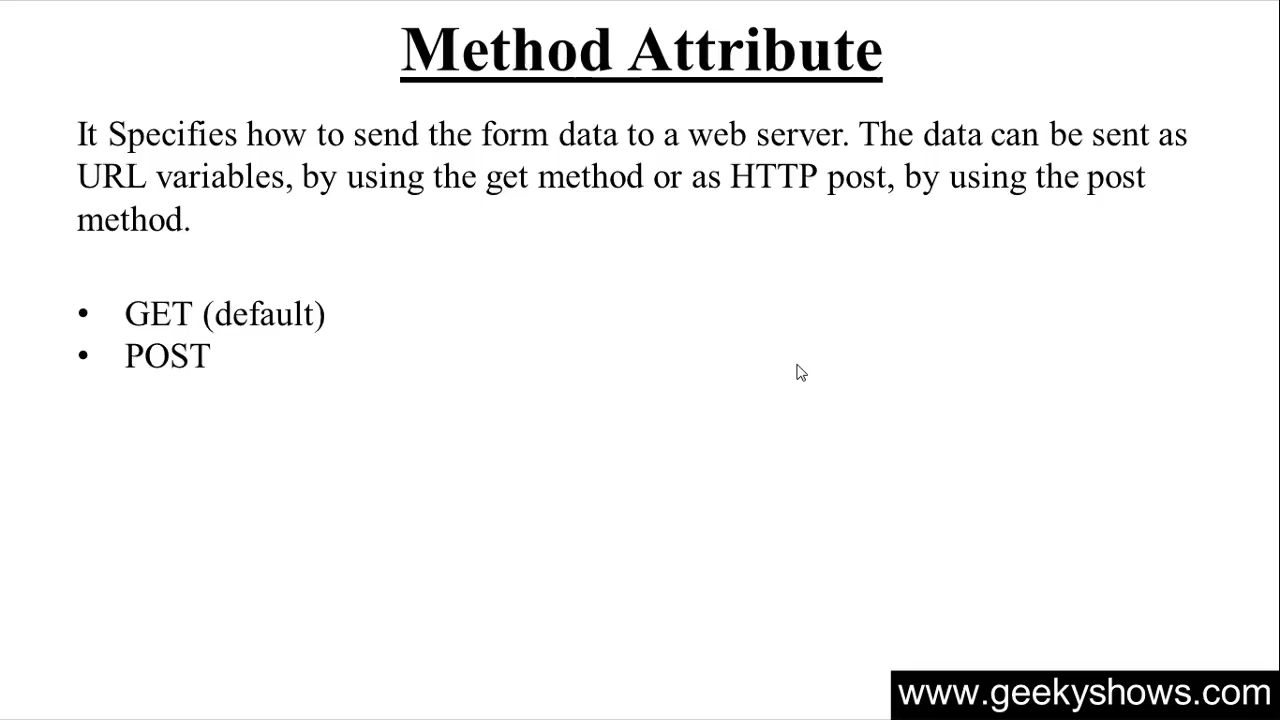 Method Attribute
It Specifies how to send the form data to a web server. The data can be sent as
URL variables, by using the get method or as HTTP post, by using the post
method.
• GET (default)
• POST
www.geekyshows.com